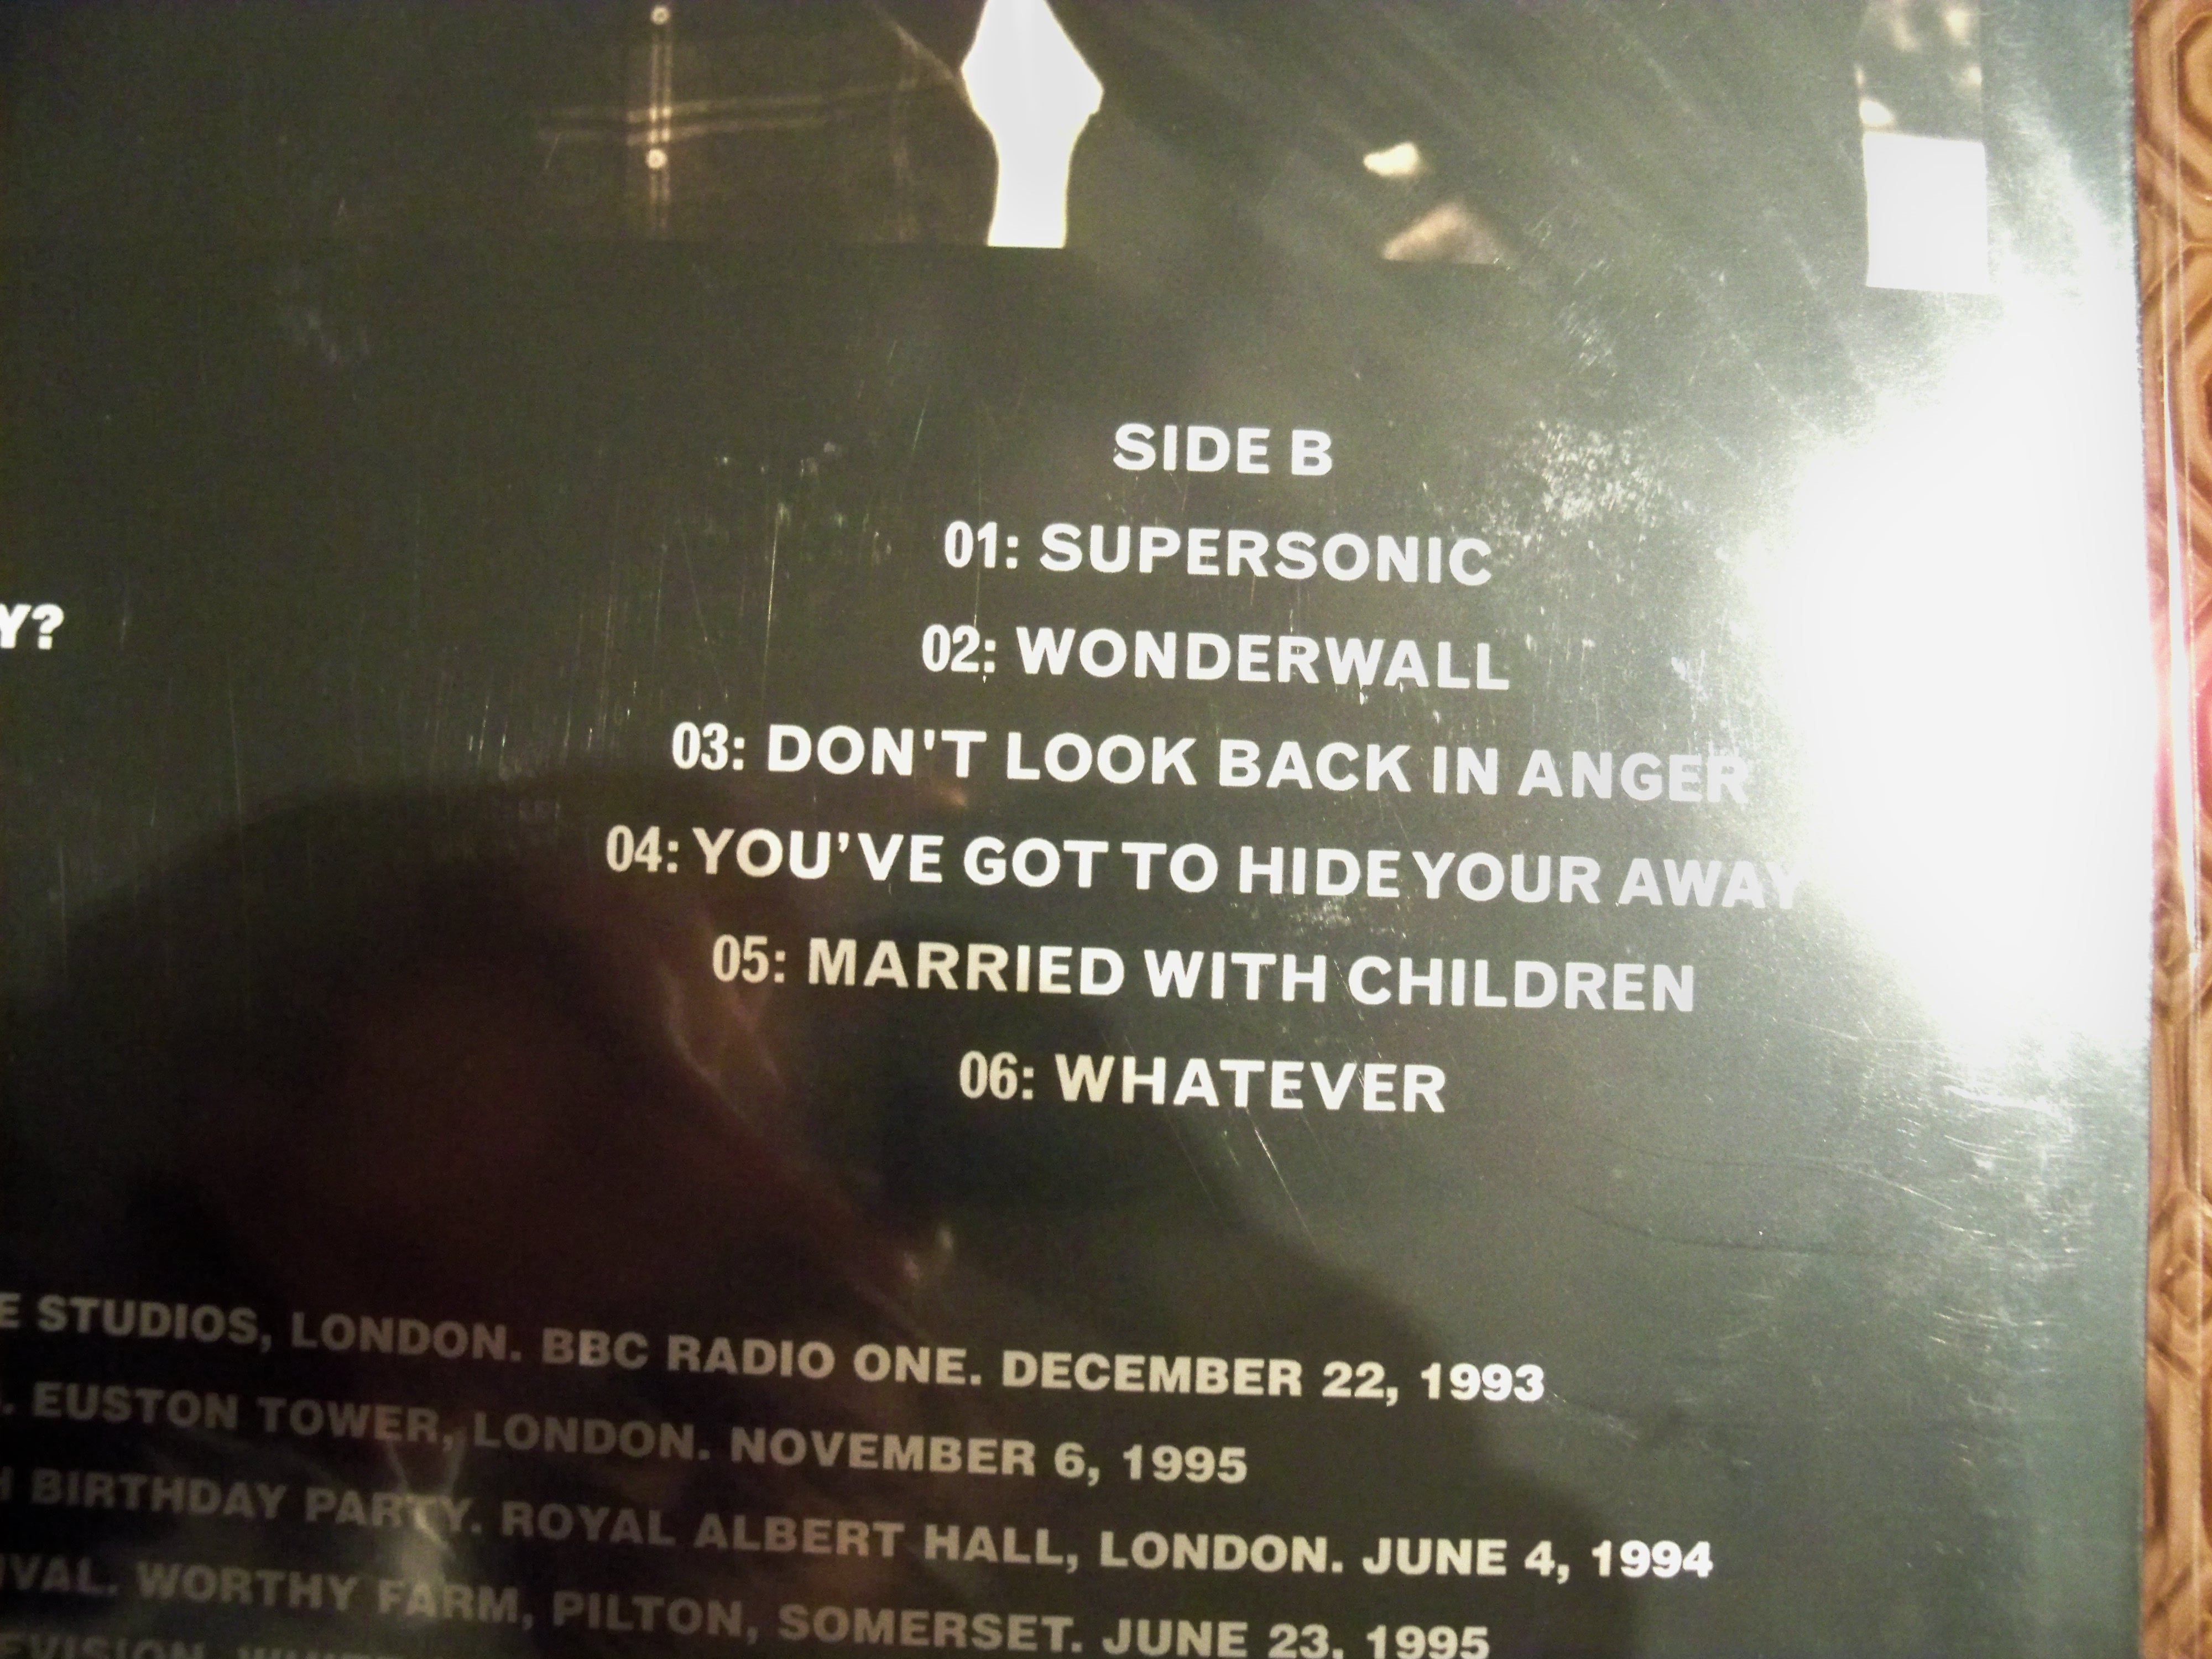 SIDE B
01: SUPERSONIC
Y?
02: WONDERWALL
03: DON'T LOOK BACK IN ANGER
04: YOU'VE GOT TO HIDE YOUR AWAY
05: MARRIED WITH CHILDREN
06: WHATEVER
E STUDIOS, LONDON. BBC RADIO ONE. DECEMBER 22, 1993
. EUSTON TOWER, LONDON. NOVEMBER 6, 1995
H BIRTHDAY PARTY. ROYAL ALBERT HALL, LONDON. JUNE 4, 1994
IVAL. WORTHY FARM, PILTON, SOMERSET. JUNE 23, 1995
EVISION.